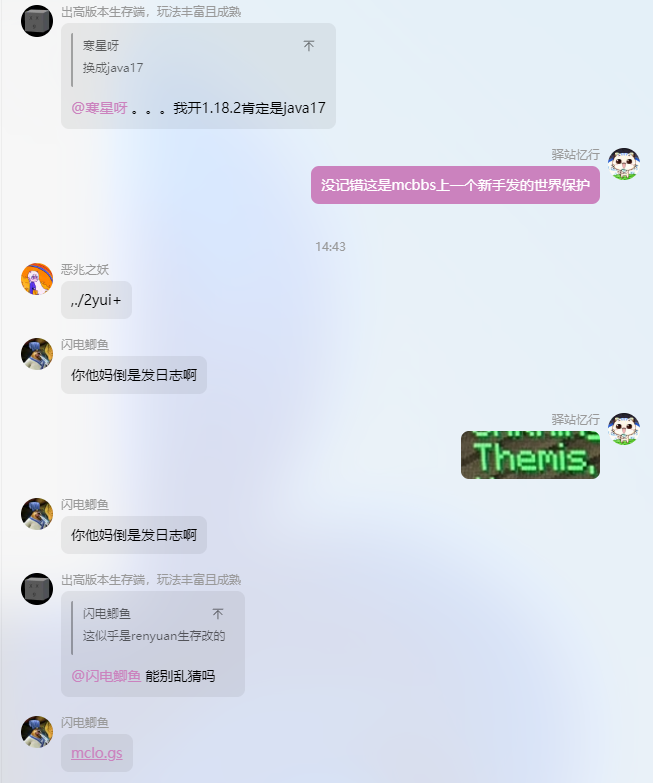 出高版本生存端，玩法丰富且成熟
寒星呀
换成java17
@寒星呀 。。。我开1.18.2肯定是java17
驿站忆行
没记错这是mcbbs上一个新手发的世界保护
14:43
恶兆之妖
,./2yui+
闪电鲫鱼
你他妈倒是发日志啊
驿站忆行
Themis,
闪电鲫鱼
你他妈倒是发日志啊
出高版本生存端，玩法丰富且成熟
闪电鲫鱼
这似乎是renyuan生存改的
@闪电鲫鱼 能别乱猜吗
闪电鲫鱼
mclo.gs